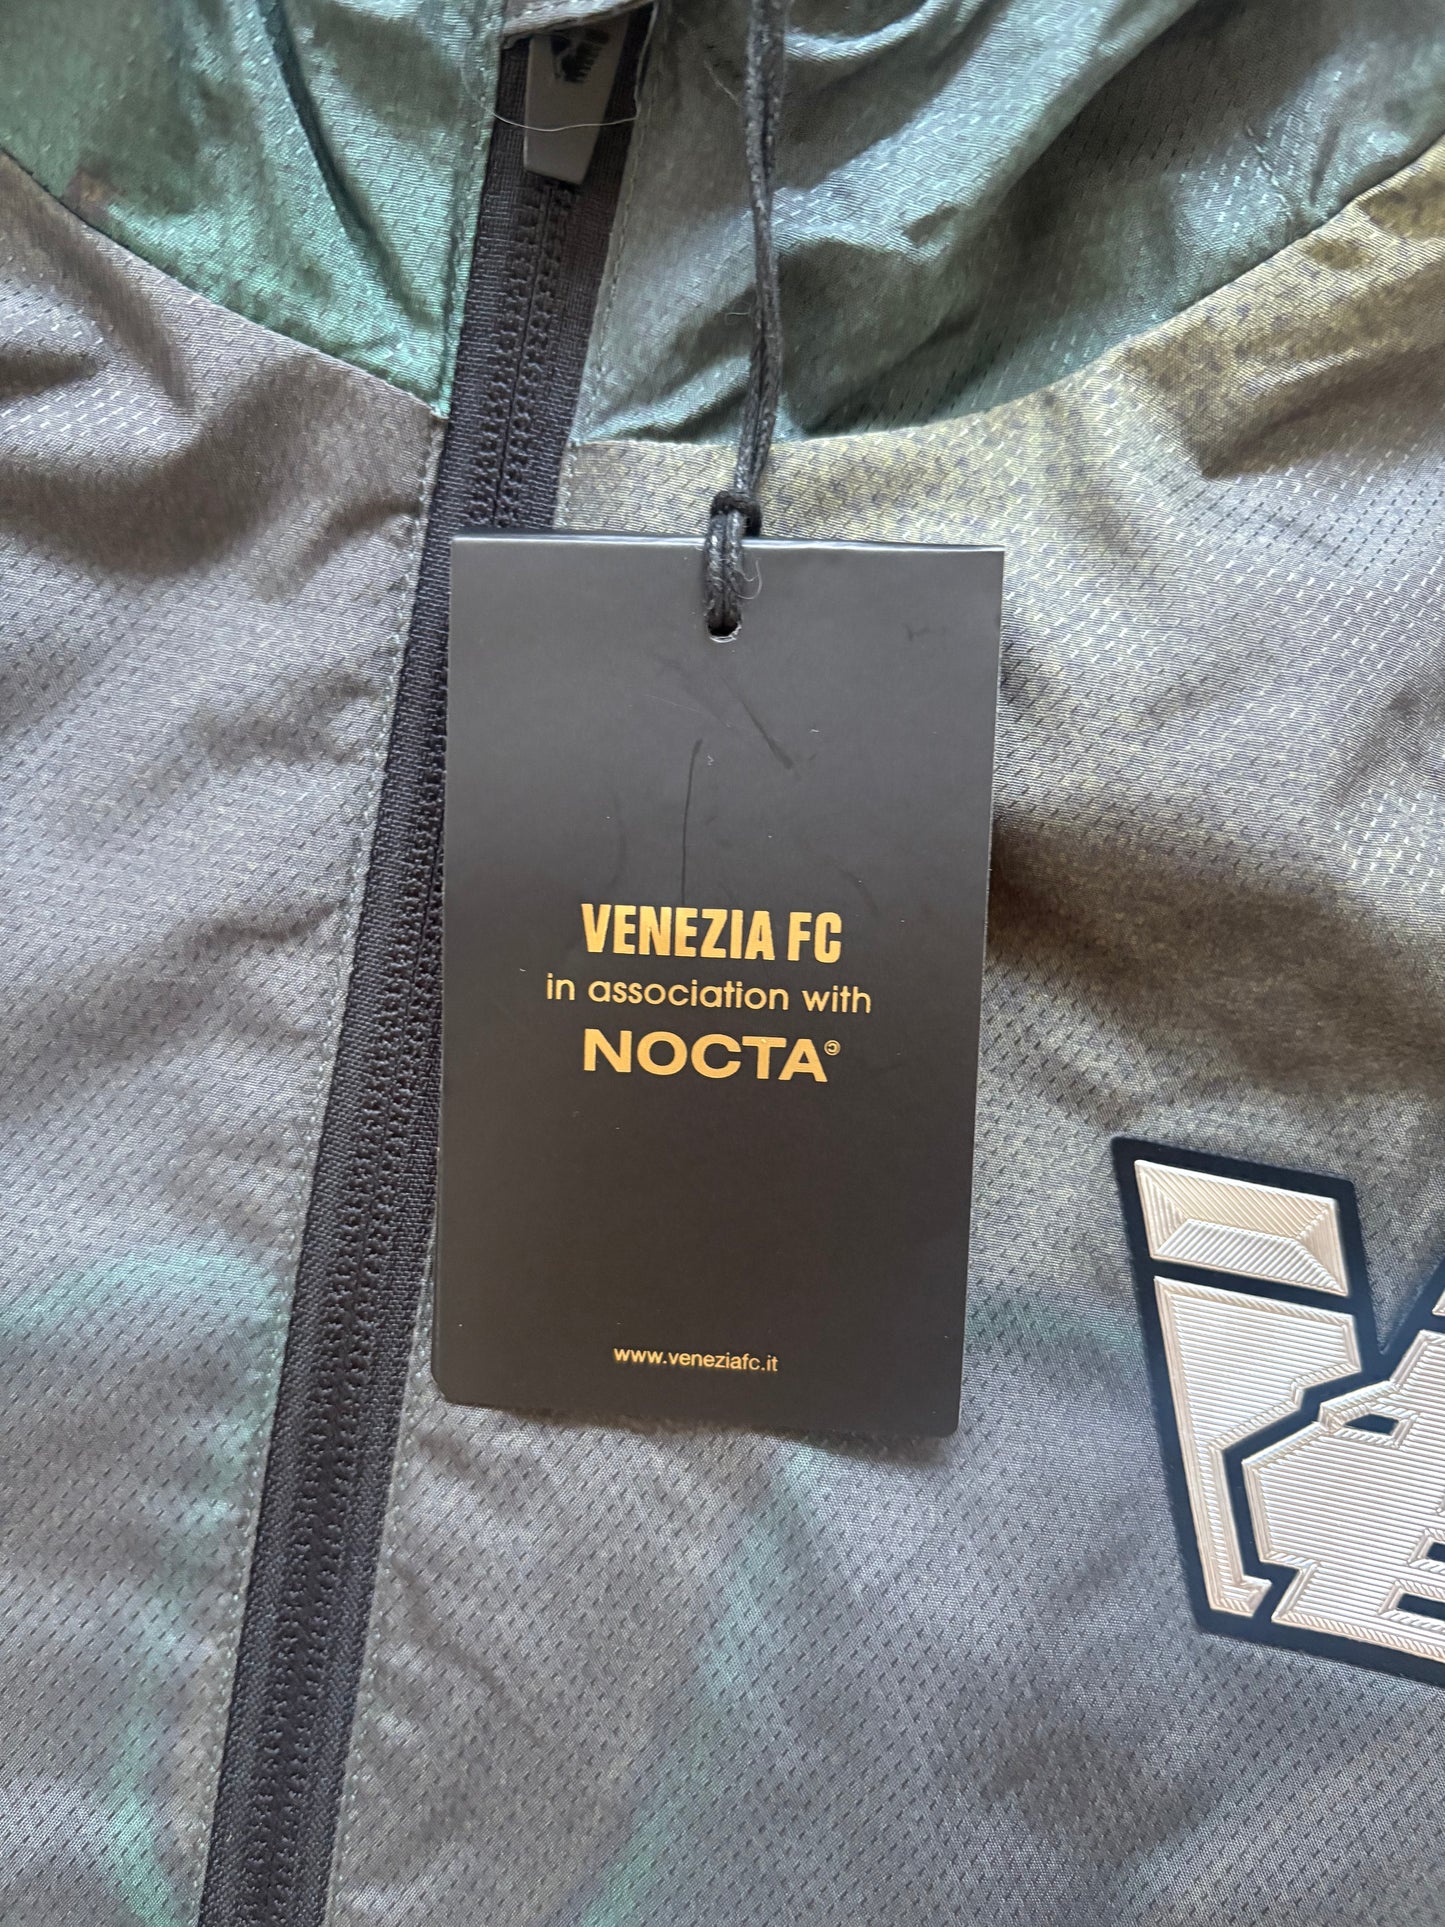 VENEZIA FC
in association with
NOCTA©
www.veneziafc.it